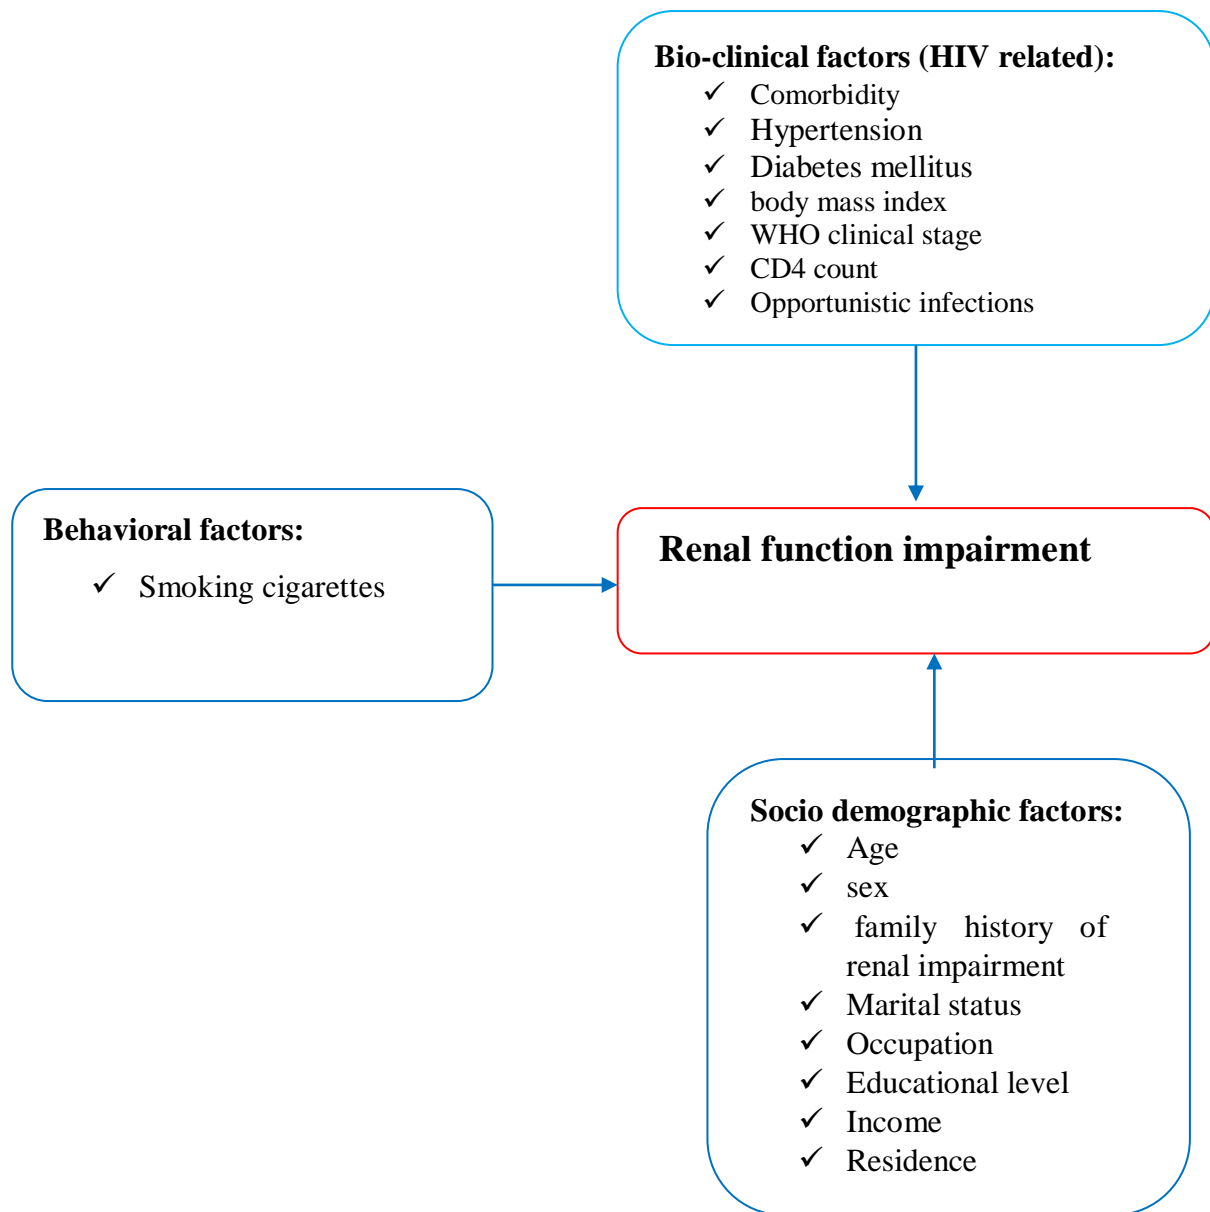 Bio-clinical factors (HIV related):
✓ Comorbidity
✓ Hypertension
✓ Diabetes mellitus
✓ body mass index
✓ WHO clinical stage
✓ CD4 count
✓ Opportunistic infections
Behavioral factors:
✓ Smoking cigarettes
Renal function impairment
Socio demographic factors:
✓ Age
✓ sex
✓ family history of
renal impairment
✓ Marital status
✓ Occupation
✓ Educational level
✓ Income
✓ Residence